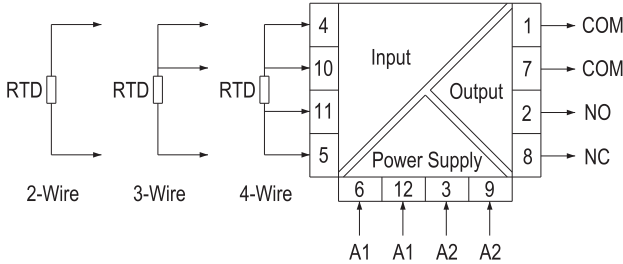 4 1 COM
Input
10 7 COM
RTD RTD RTD
Output
11 2 NO
5 Power Supply 8 NC
2-Wire 3-Wire 4-Wire
6 12 3 9
A1 A1 A2 A2